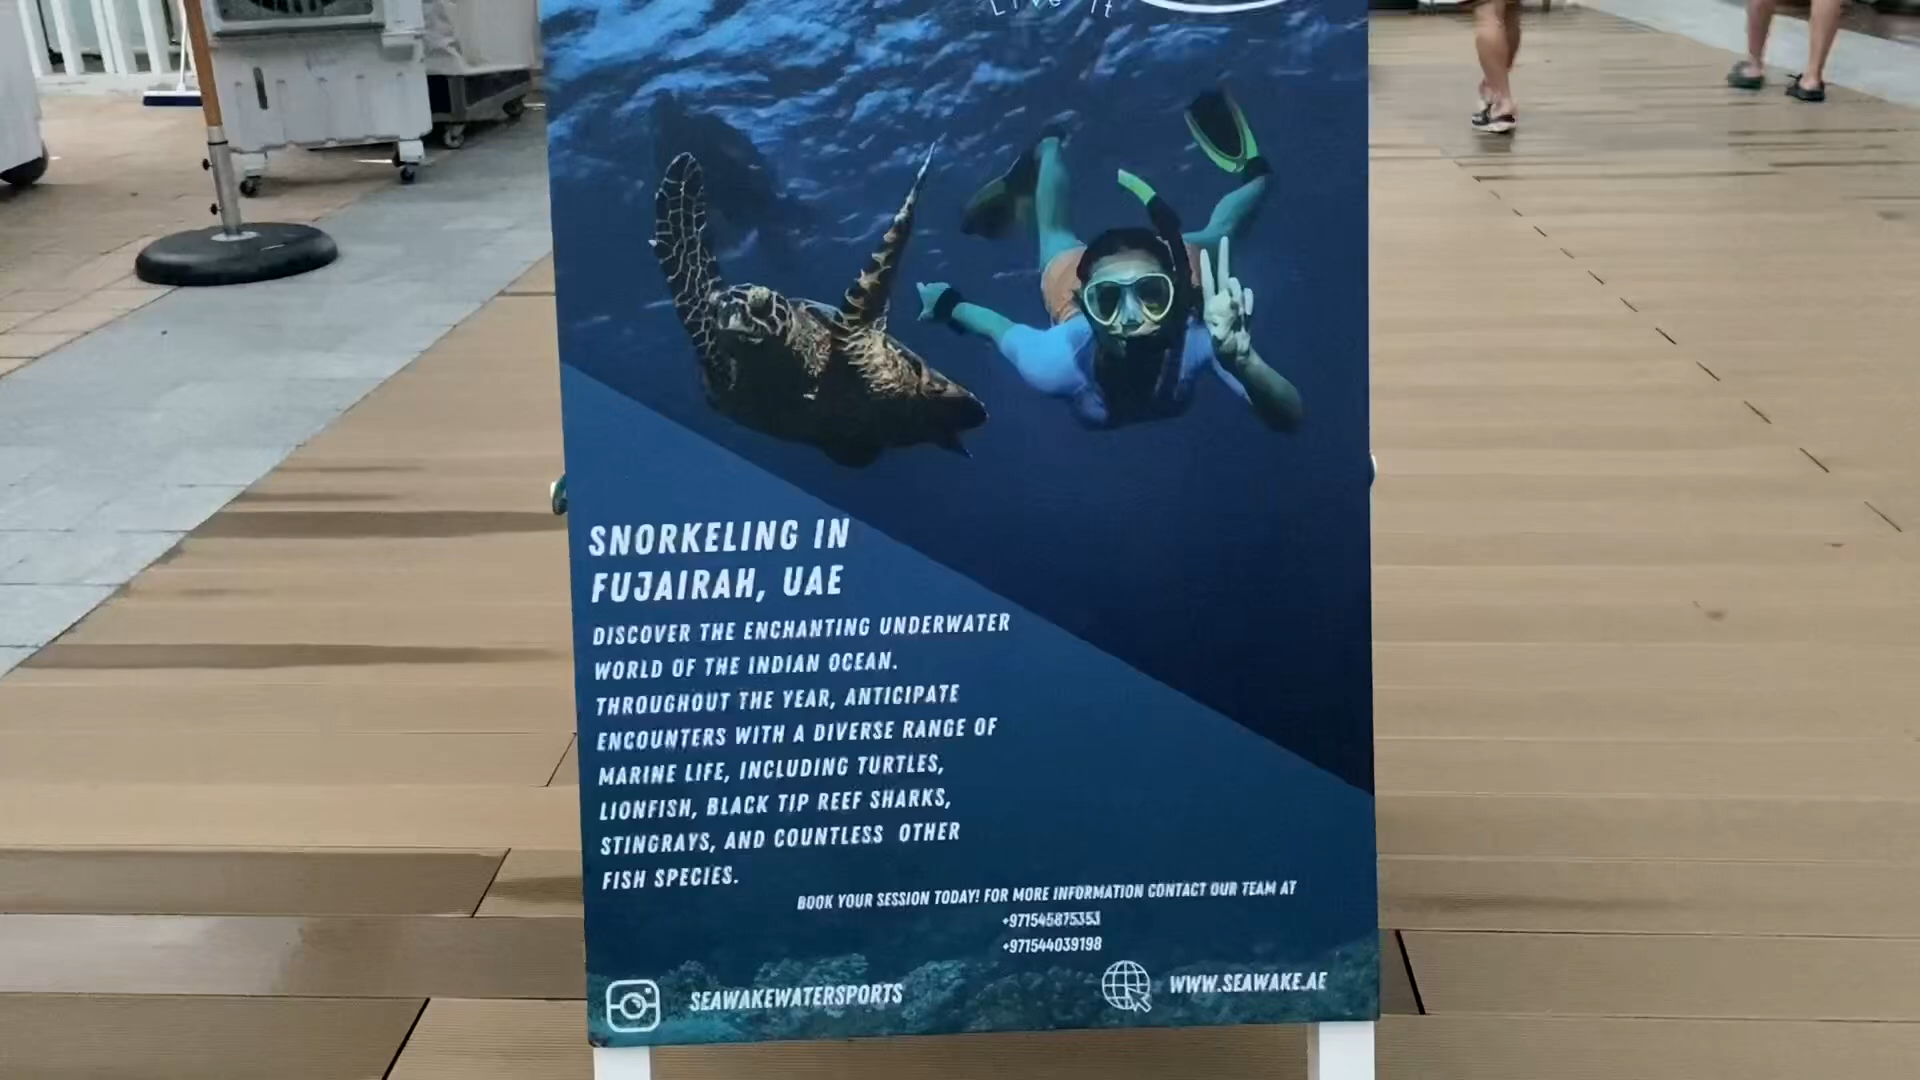 Live it
SNORKELING IN
FUJAIRAH, UAE
DISCOVER THE ENCHANTING UNDERWATER
WORLD OF THE INDIAN OCEAN.
THROUGHOUT THE YEAR, ANTICIPATE
ENCOUNTERS WITH A DIVERSE RANGE OF
MARINE LIFE, INCLUDING TURTLES,
LIONFISH, BLACK TIP REEF SHARKS,
STINGRAYS, AND COUNTLESS OTHER
FISH SPECIES.
BOOK YOUR SESSION TODAY! FOR MORE INFORMATION CONTACT OUR TEAM AT
+971545875353
+971544039198
SEAWAKEWATERSPORTS
WWW.SEAWAKE.AE